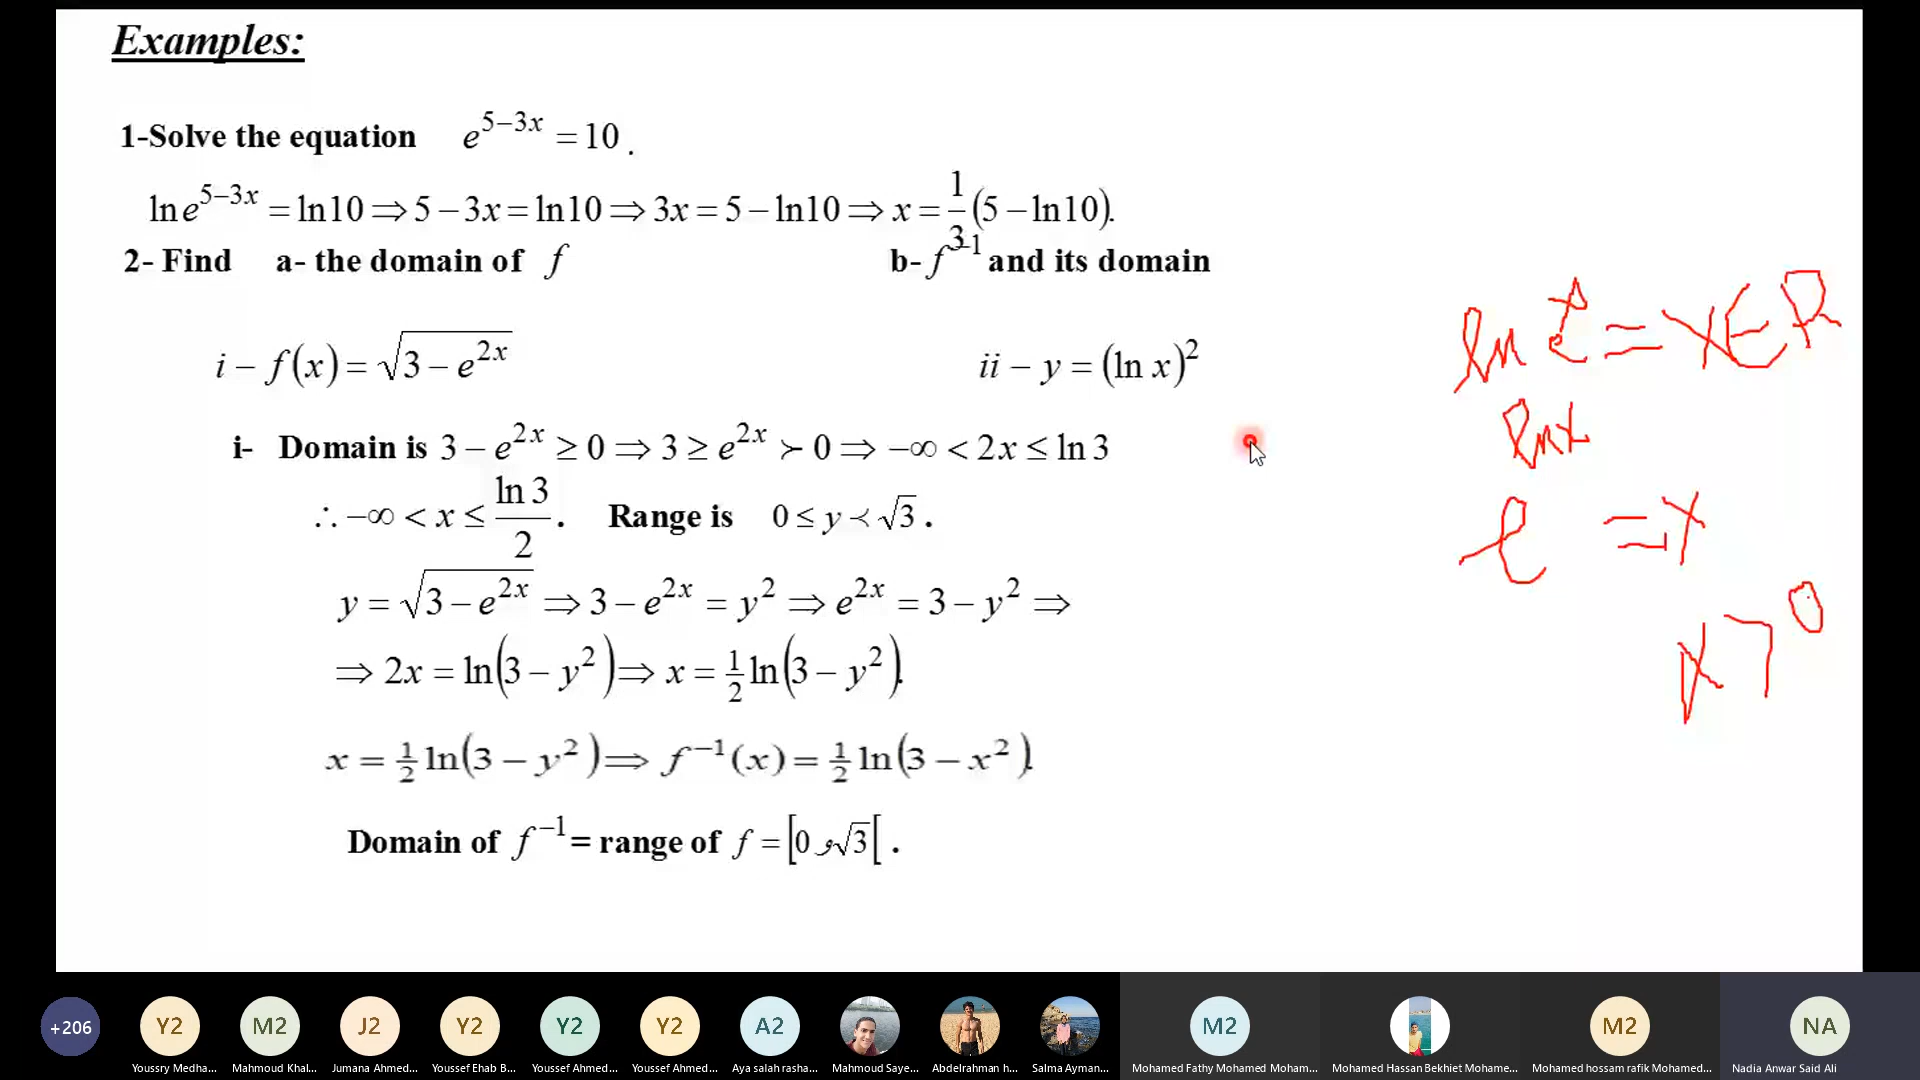 Examples:
1-Solve the equation e^{5-3x} = 10 .
ln e^{5-3x} = ln10 ⇒ 5 − 3x = ln10 ⇒ 3x = 5 − ln10 ⇒ x = \frac{1}{3}(5 − ln10).
2- Find a- the domain of f b- f^{-1} and its domain
i − f(x) = \sqrt{3 − e^{2x}} ii − y = (ln x)^2
i- Domain is 3 − e^{2x} ≥ 0 ⇒ 3 ≥ e^{2x} ≻ 0 ⇒ −∞ < 2x ≤ ln 3
∴ −∞ < x ≤ \frac{ln 3}{2} . Range is 0 ≤ y ≺ √3 .
y = \sqrt{3 − e^{2x}} ⇒ 3 − e^{2x} = y^2 ⇒ e^{2x} = 3 − y^2 ⇒
⇒ 2x = ln(3 − y^2) ⇒ x = \frac{1}{2} ln(3 − y^2).
x = \frac{1}{2} ln(3 − y^2) ⇒ f^{-1}(x) = \frac{1}{2} ln(3 − x^2).
Domain of f^{-1} = range of f = [0 و √3[ .
ln e^x = x ∈ R
e^{ln x} = x
x > 0
+206 Y2 M2 J2 Y2 Y2 Y2 A2 M2 M2 NA
Youssry Medha... Mahmoud Khal... Jumana Ahmed... Youssef Ehab B... Youssef Ahmed... Youssef Ahmed... Aya salah rasha... Mahmoud Saye... Abdelrahman h... Salma Ayman... Mohamed Fathy Mohamed Moham... Mohamed Hassan Bekhiet Mohame... Mohamed hossam rafik Mohamed... Nadia Anwar Said Ali